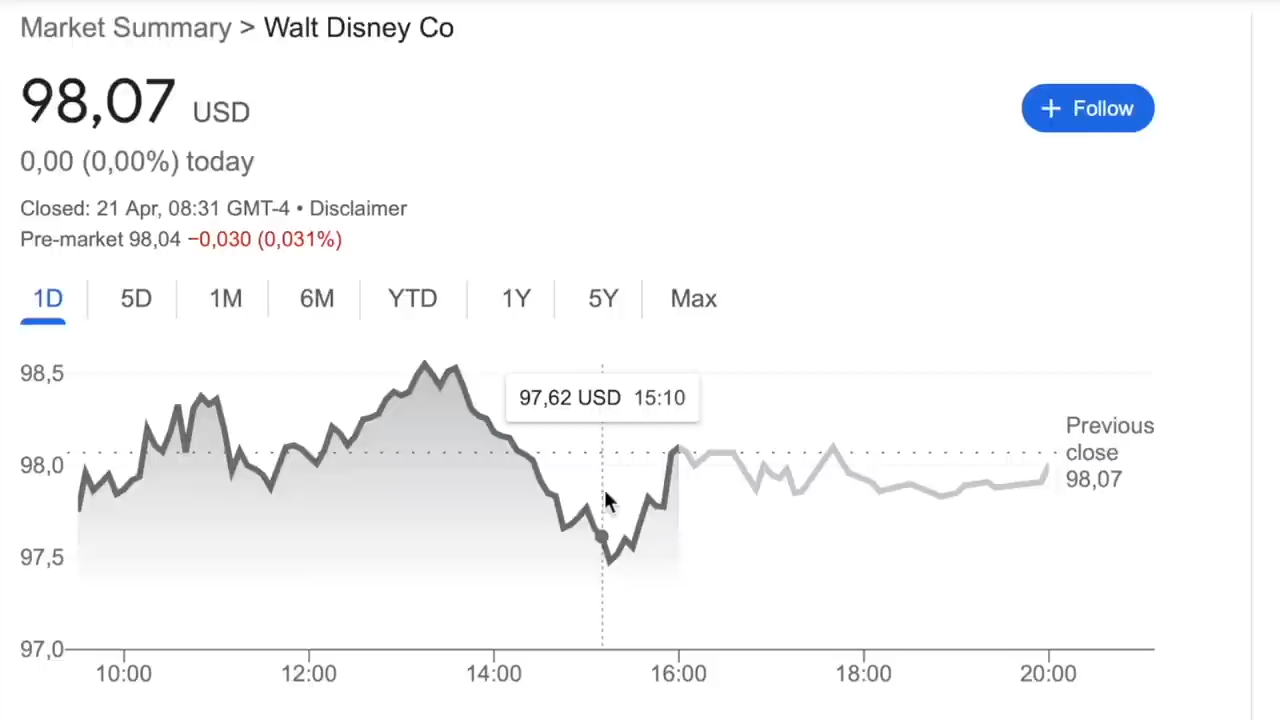 Market Summary > Walt Disney Co
98,07 USD
+ Follow
0,00 (0,00%) today
Closed: 21 Apr, 08:31 GMT-4 • Disclaimer
Pre-market 98,04 −0,030 (0,031%)
1D 5D 1M 6M YTD 1Y 5Y Max
98,5
97,62 USD 15:10
98,0
Previous
close
98,07
97,5
97,0
10:00 12:00 14:00 16:00 18:00 20:00